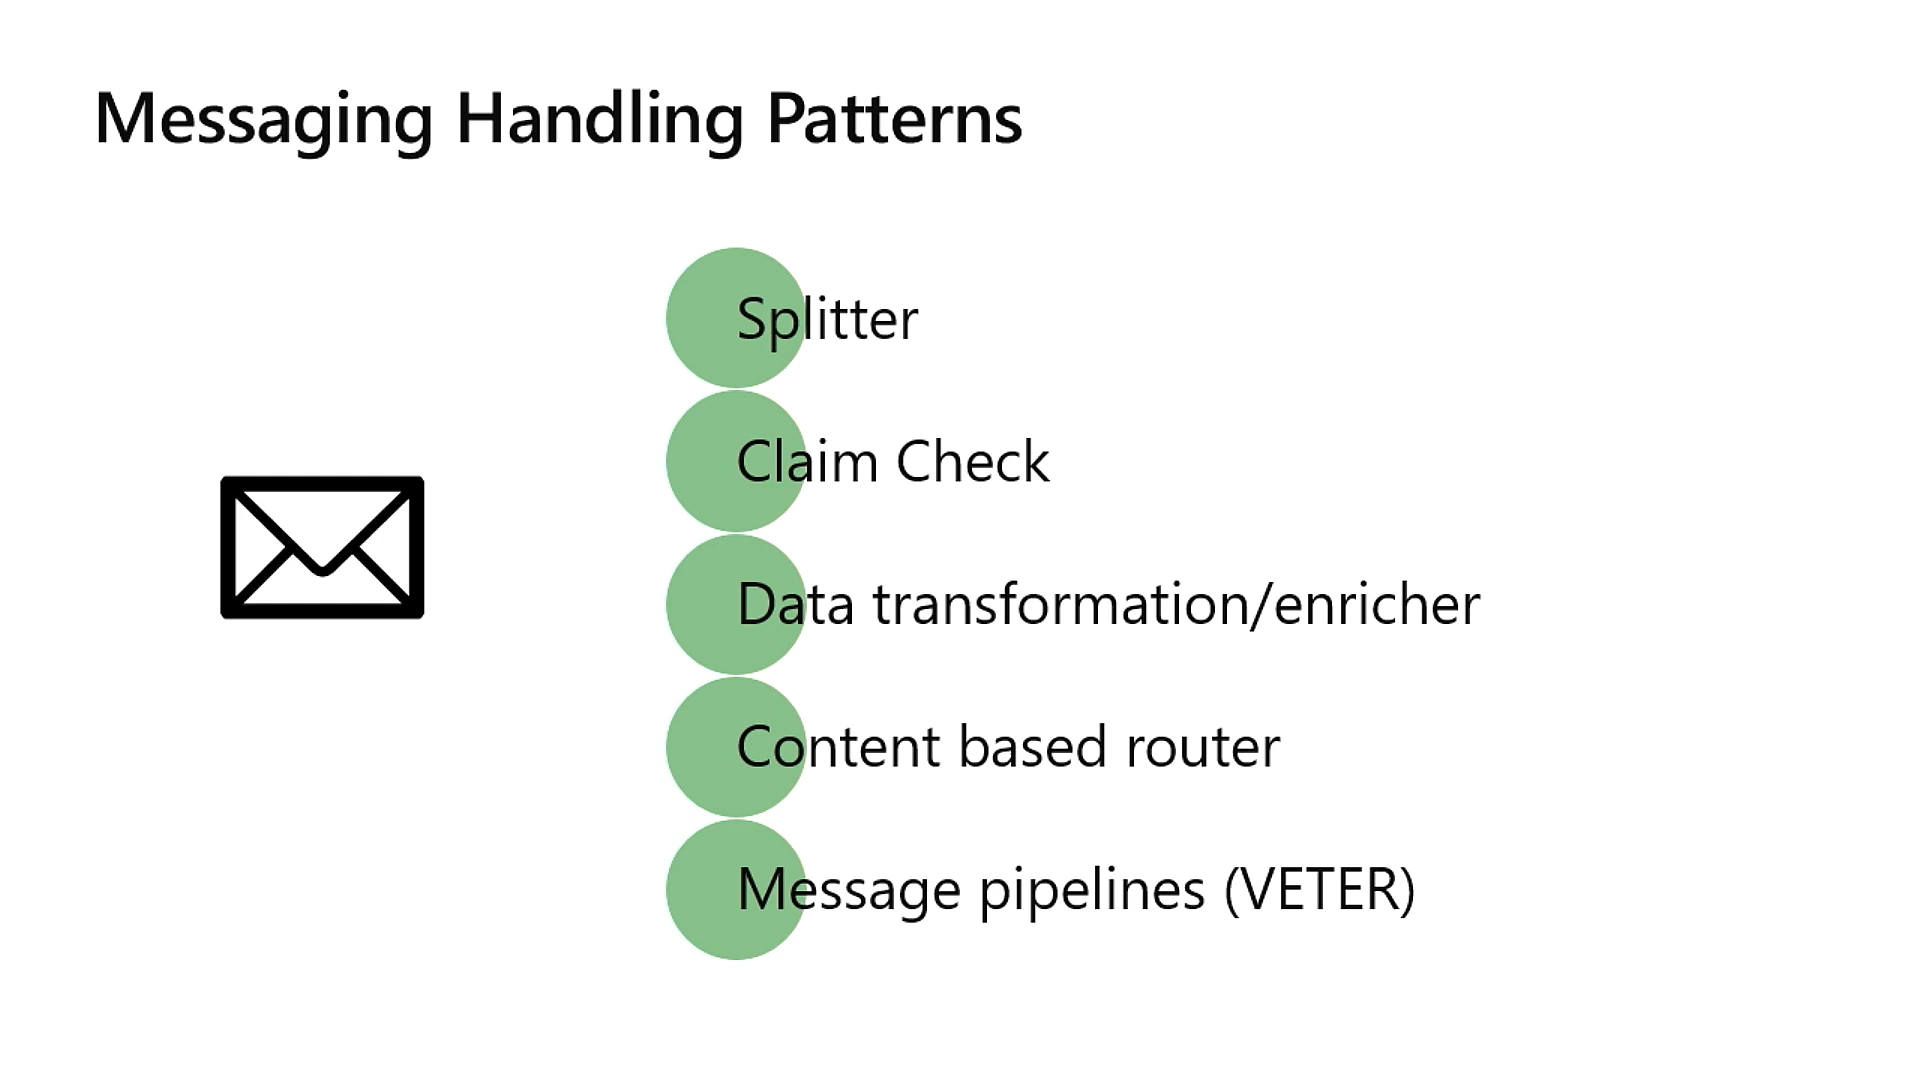 Messaging Handling Patterns
Splitter
Claim Check
Data transformation/enricher
Content based router
Message pipelines (VETER)